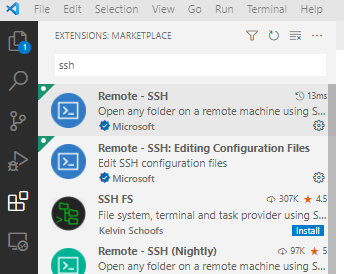 File Edit Selection View Go Run Terminal Help
EXTENSIONS: MARKETPLACE
ssh
1
Remote - SSH 13ms
Open any folder on a remote machine using S...
Microsoft
Remote - SSH: Editing Configuration Files
Edit SSH configuration files
Microsoft
SSH FS 307K 4.5
File system, terminal and task provider using S...
Kelvin Schoofs Install
Remote - SSH (Nightly) 97K 5
Open any folder on a remote machine using S...